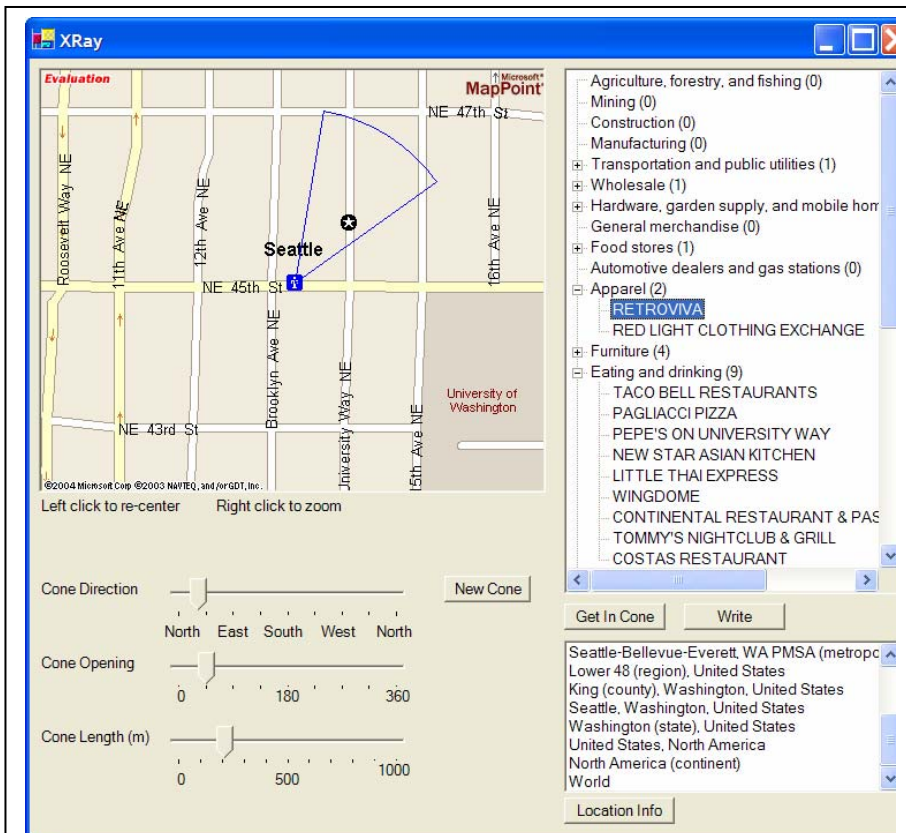 XRay
Evaluation
Microsoft
MapPoint
NE 47th St
Roosevelt Way NE
11th Ave NE
12th Ave NE
16th Ave NE
Seattle
NE 45th St
Brooklyn Ave NE
University Way NE
15th Ave NE
University of
Washington
NE 43rd St
©2004 Microsoft Corp ©2003 NAVTEQ, and/or GDT, Inc.
Left click to re-center Right click to zoom
Cone Direction
North East South West North
New Cone
Cone Opening
0 180 360
Cone Length (m)
0 500 1000
Agriculture, forestry, and fishing (0)
Mining (0)
Construction (0)
Manufacturing (0)
Transportation and public utilities (1)
Wholesale (1)
Hardware, garden supply, and mobile hom
General merchandise (0)
Food stores (1)
Automotive dealers and gas stations (0)
Apparel (2)
RETROVIVA
RED LIGHT CLOTHING EXCHANGE
Furniture (4)
Eating and drinking (9)
TACO BELL RESTAURANTS
PAGLIACCI PIZZA
PEPE'S ON UNIVERSITY WAY
NEW STAR ASIAN KITCHEN
LITTLE THAI EXPRESS
WINGDOME
CONTINENTAL RESTAURANT & PAS
TOMMY'S NIGHTCLUB & GRILL
COSTAS RESTAURANT
Get In Cone
Write
Seattle-Bellevue-Everett, WA PMSA (metropo
Lower 48 (region), United States
King (county), Washington, United States
Seattle, Washington, United States
Washington (state), United States
United States, North America
North America (continent)
World
Location Info